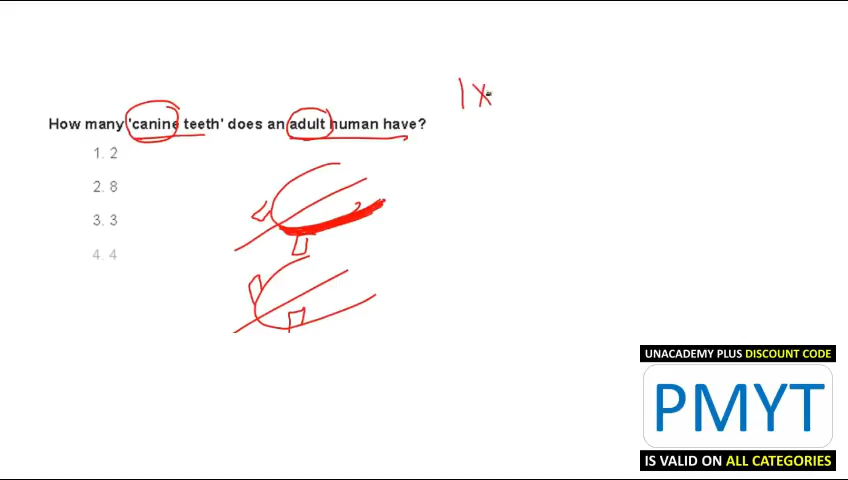 1 x
How many 'canine teeth' does an adult human have?
1. 2
2. 8
3. 3
4. 4
UNACADEMY PLUS DISCOUNT CODE
PMYT
IS VALID ON ALL CATEGORIES